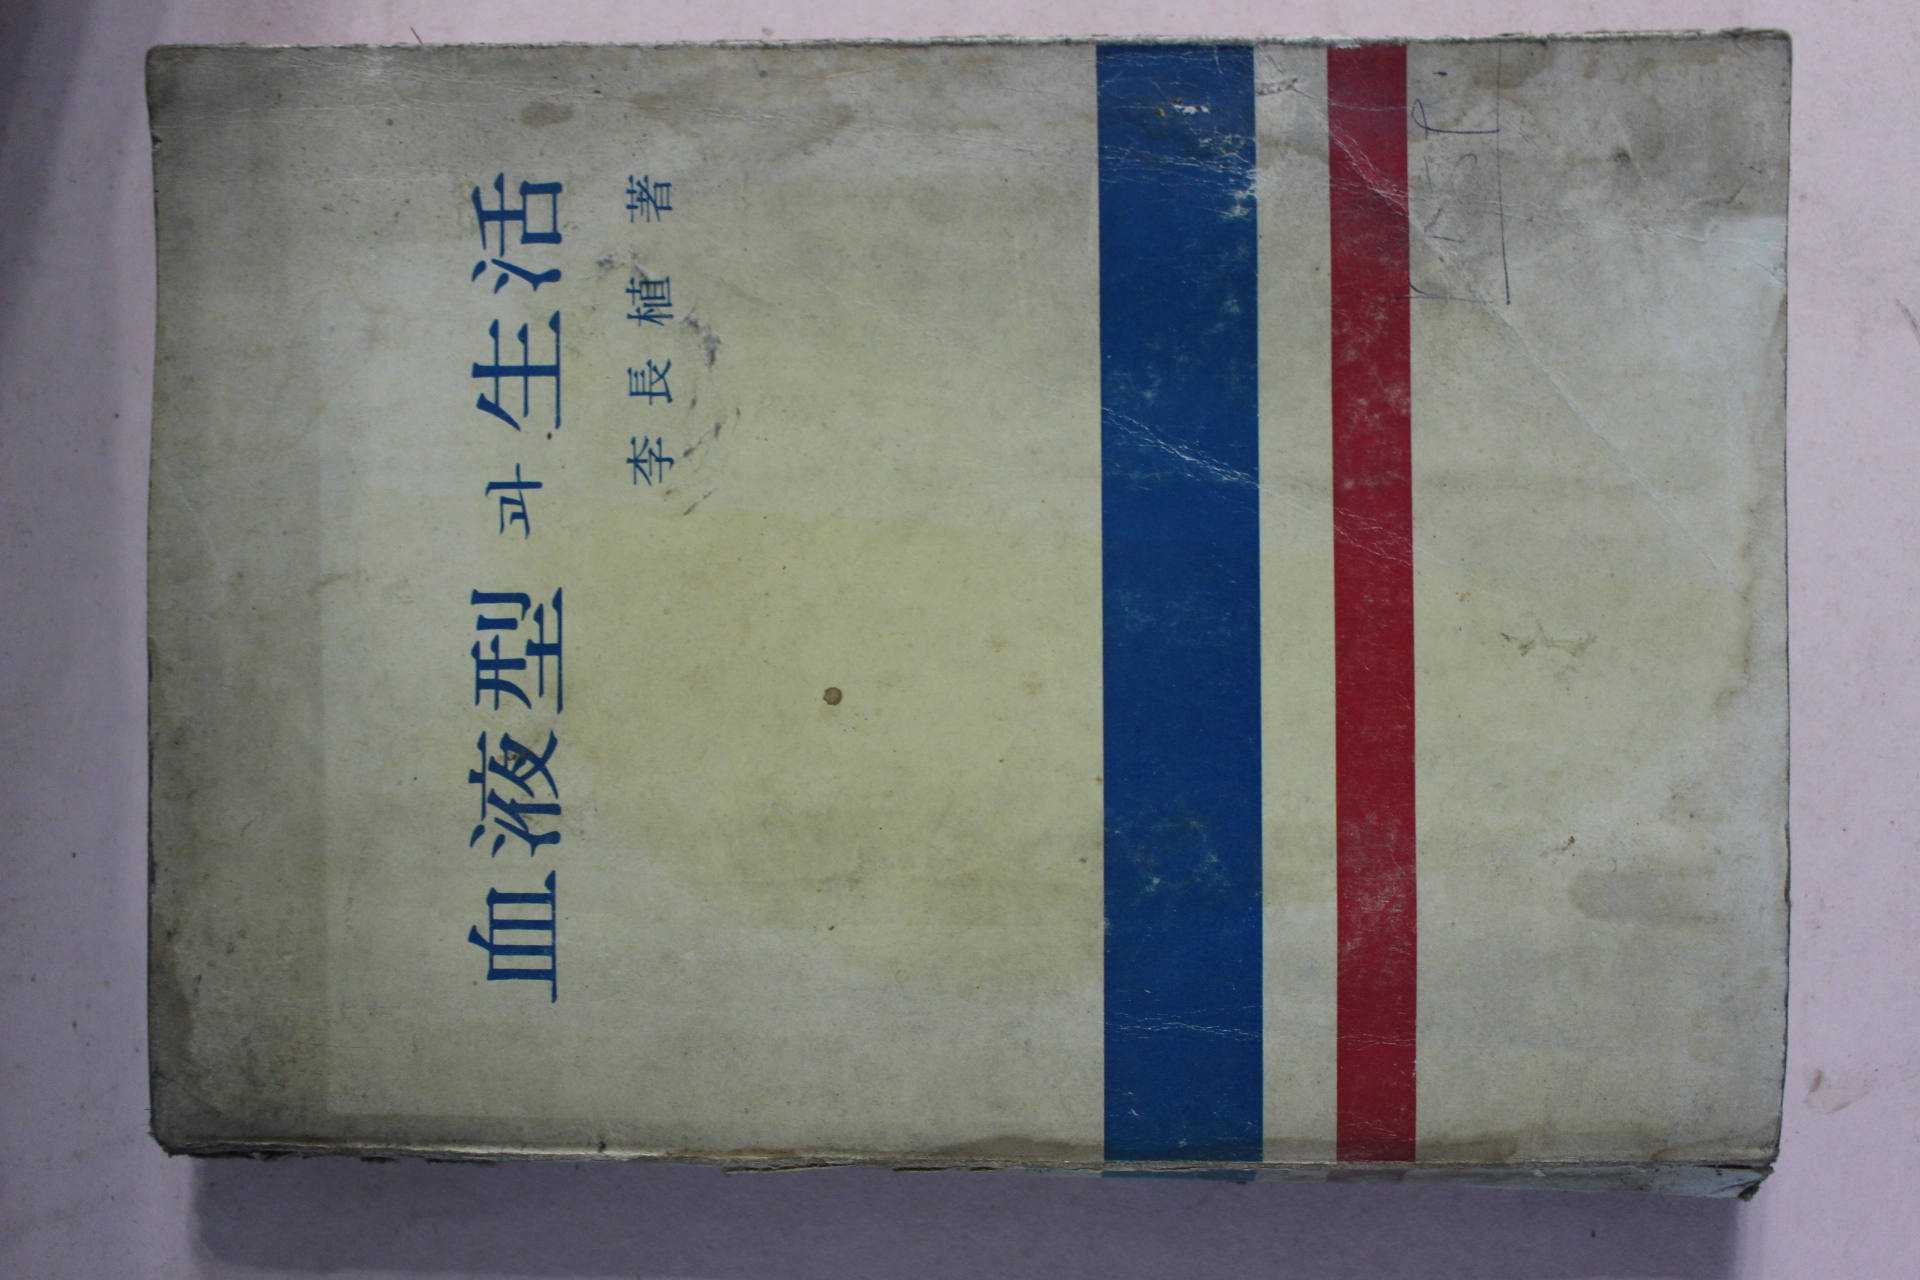 血液型과 生活
李長植 著